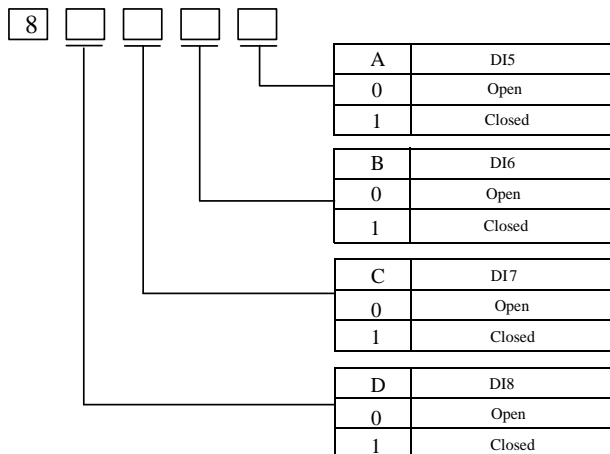 8
A DI5
0 Open
1 Closed
B DI6
0 Open
1 Closed
C DI7
0 Open
1 Closed
D DI8
0 Open
1 Closed